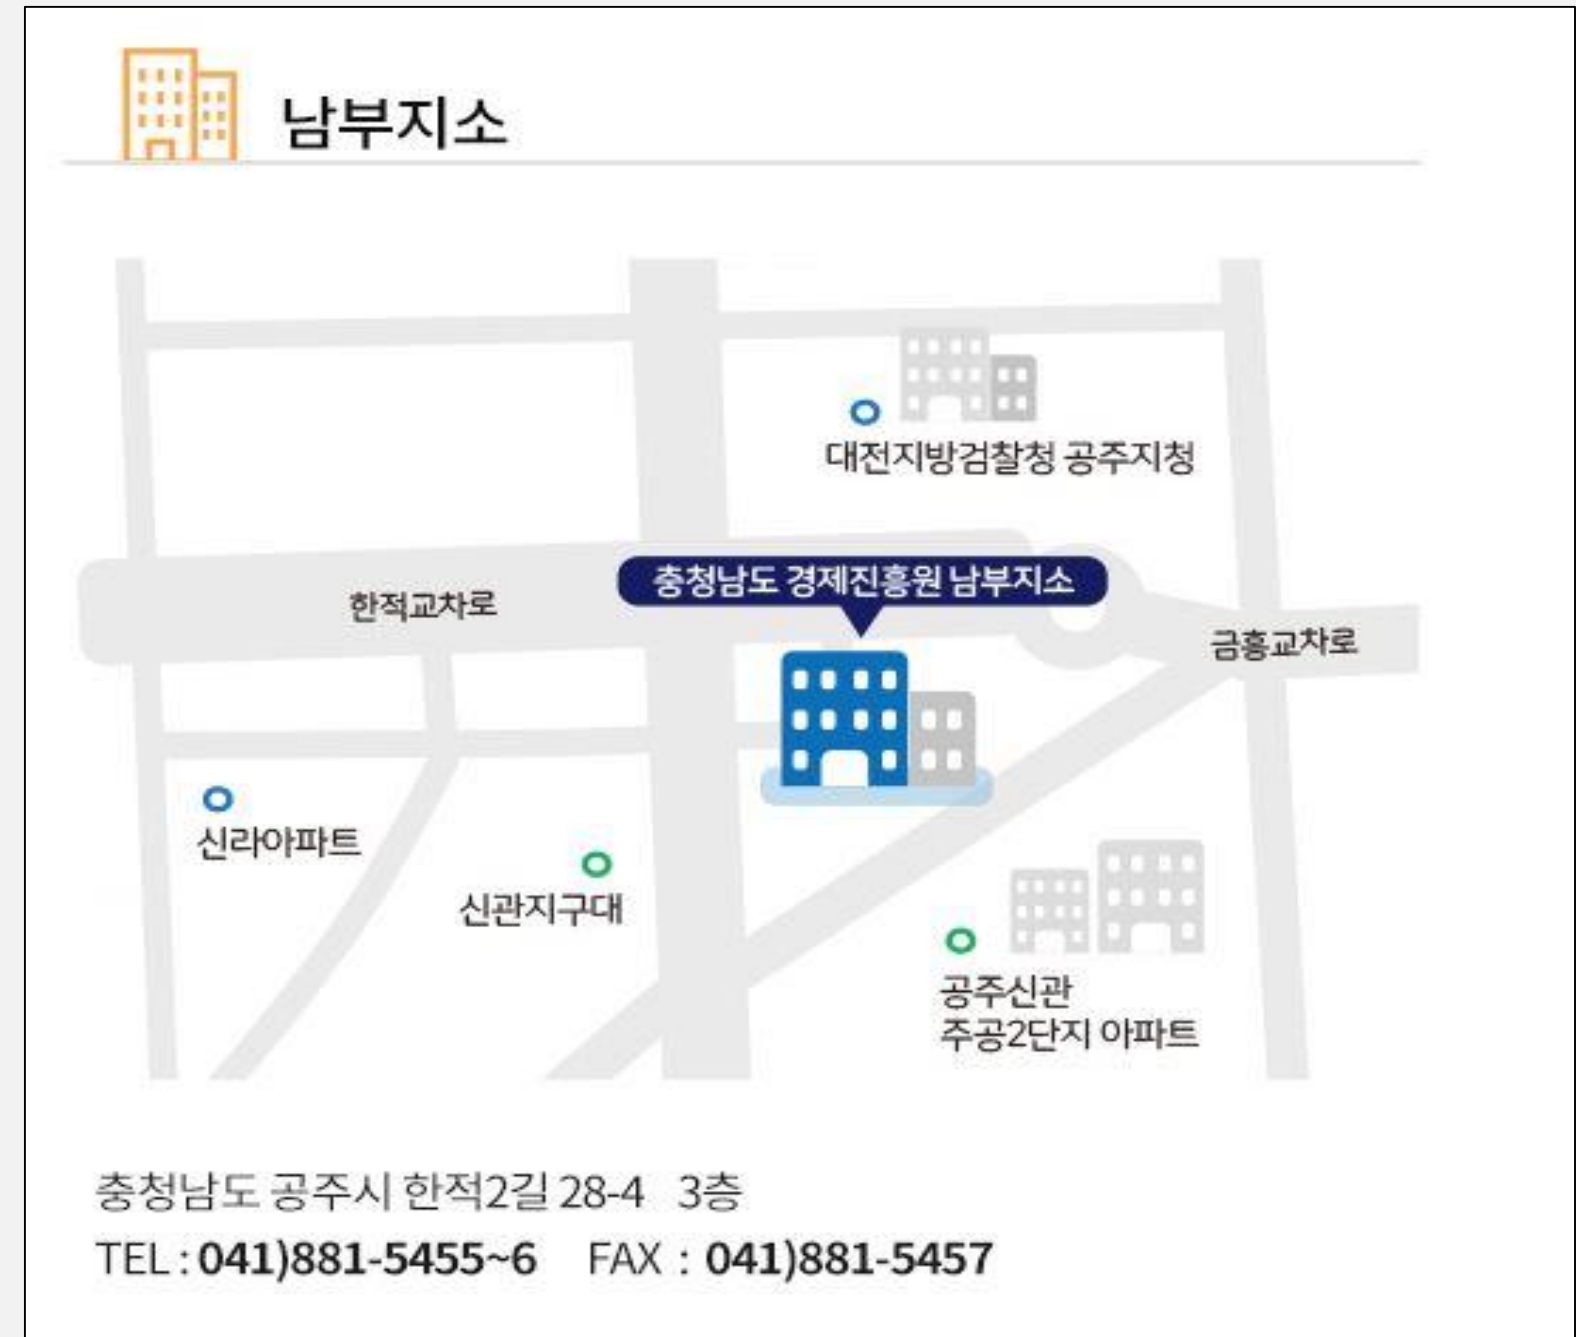 남부지소
대전지방검찰청 공주지청
충청남도 경제진흥원 남부지소
한적교차로
금흥교차로
신라아파트
신관지구대
공주신관
주공2단지 아파트
충청남도 공주시 한적2길 28-4 3층
TEL : 041)881-5455~6 FAX : 041)881-5457